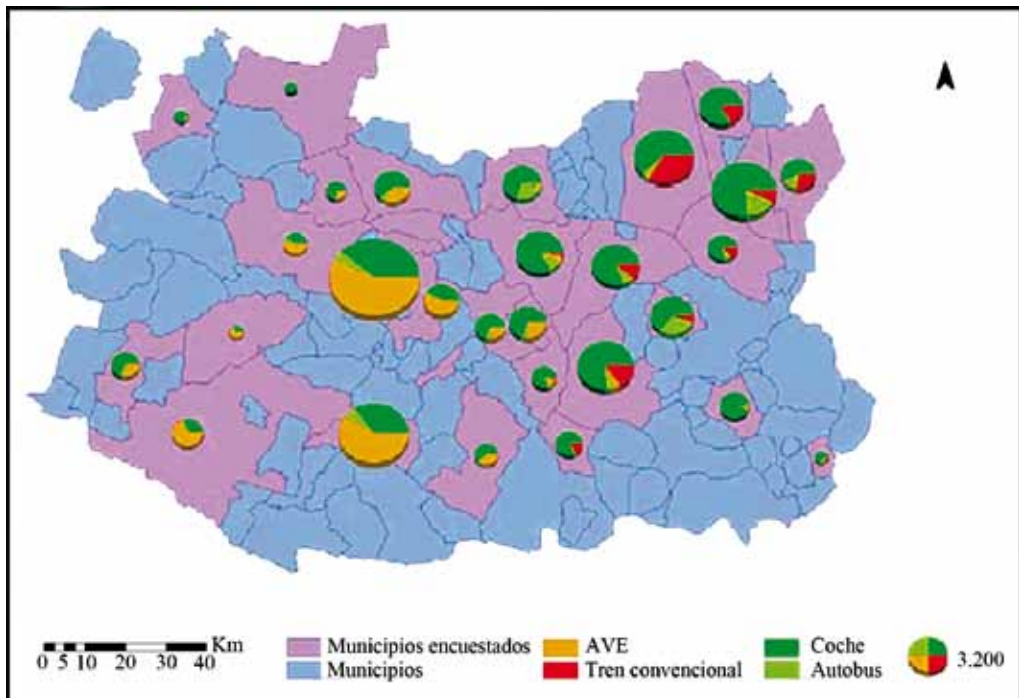 Km
0 5 10 20 30 40
Municipios encuestados
Municipios
AVE
Tren convencional
Coche
Autobus
3.200